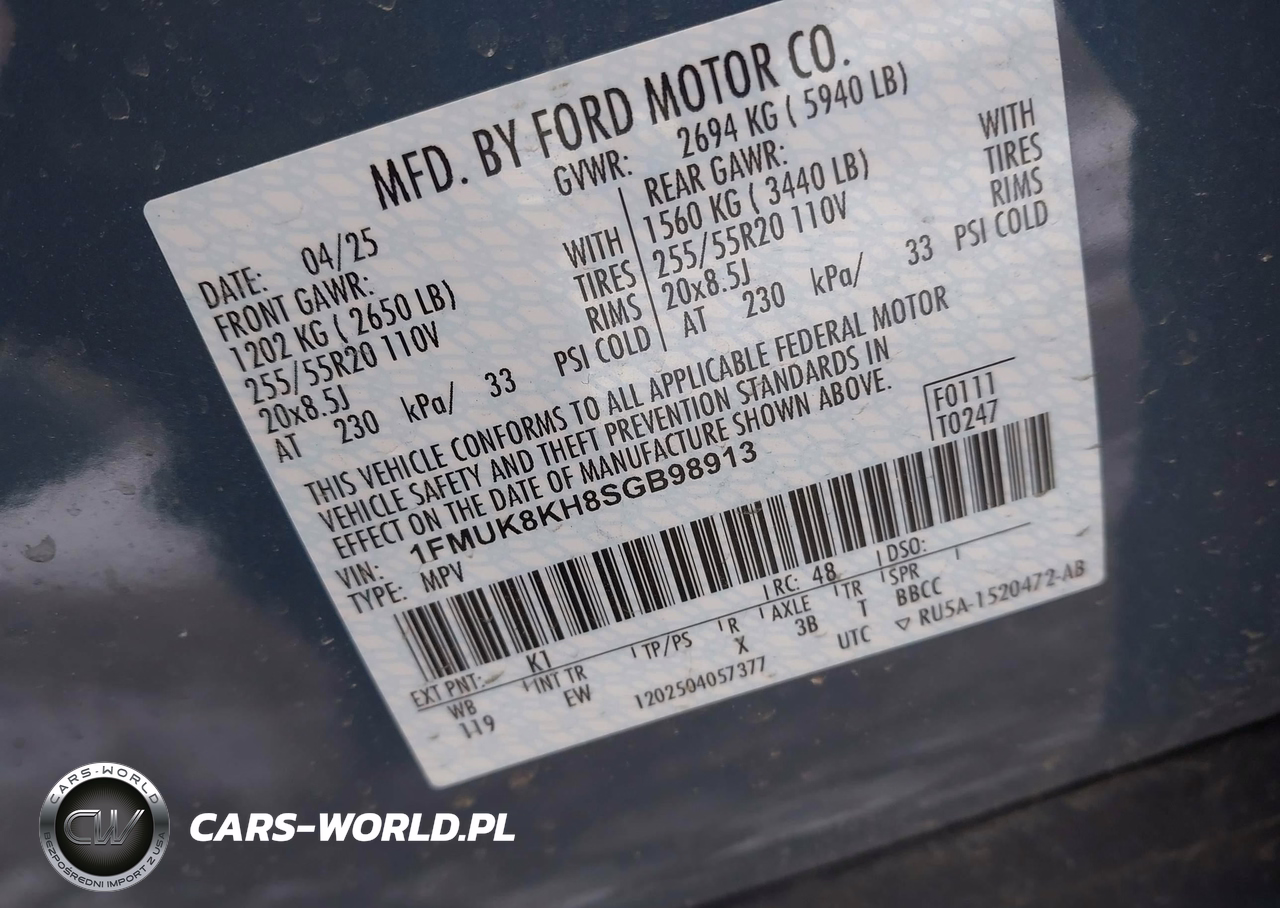 MFD. BY FORD MOTOR CO.
DATE: 04/25
GVWR: 2694 KG ( 5940 LB)
FRONT GAWR:
1202 KG ( 2650 LB) WITH
255/55R20 110V TIRES
20x8.5J RIMS
AT 230 kPa/ 33 PSI COLD
REAR GAWR:
1560 KG ( 3440 LB) WITH
255/55R20 110V TIRES
20x8.5J RIMS
AT 230 kPa/ 33 PSI COLD
THIS VEHICLE CONFORMS TO ALL APPLICABLE FEDERAL MOTOR
VEHICLE SAFETY AND THEFT PREVENTION STANDARDS IN
EFFECT ON THE DATE OF MANUFACTURE SHOWN ABOVE.
VIN: 1FMUK8KH8SGB98913
TYPE: MPV
F0111
T0247
EXT PNT: K1 RC: 48 DSO:
WB INT TR TP/PS R AXLE TR SPR
119 EW X 3B T BBCC
1202504057377 UTC ▽ RU5A-1520472-AB
CARS-WORLD
CW
BEZPOŚREDNI IMPORT Z USA
CARS-WORLD.PL